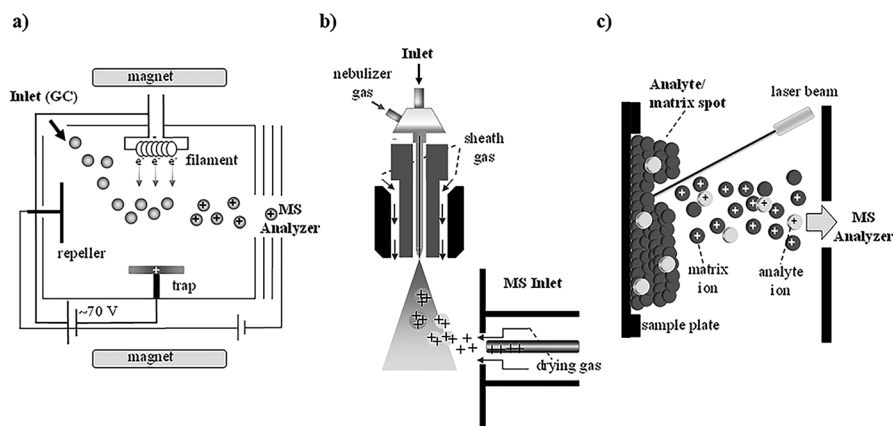 a)
magnet
Inlet (GC)
filament
e⁻ e⁻ e⁻
+ + + + + +
MS
Analyzer
repeller
+
trap
~70 V
magnet
b)
Inlet
nebulizer
gas
sheath
gas
MS Inlet
drying gas
c)
Analyte/
matrix spot
laser beam
MS
Analyzer
matrix
ion
analyte
ion
sample plate